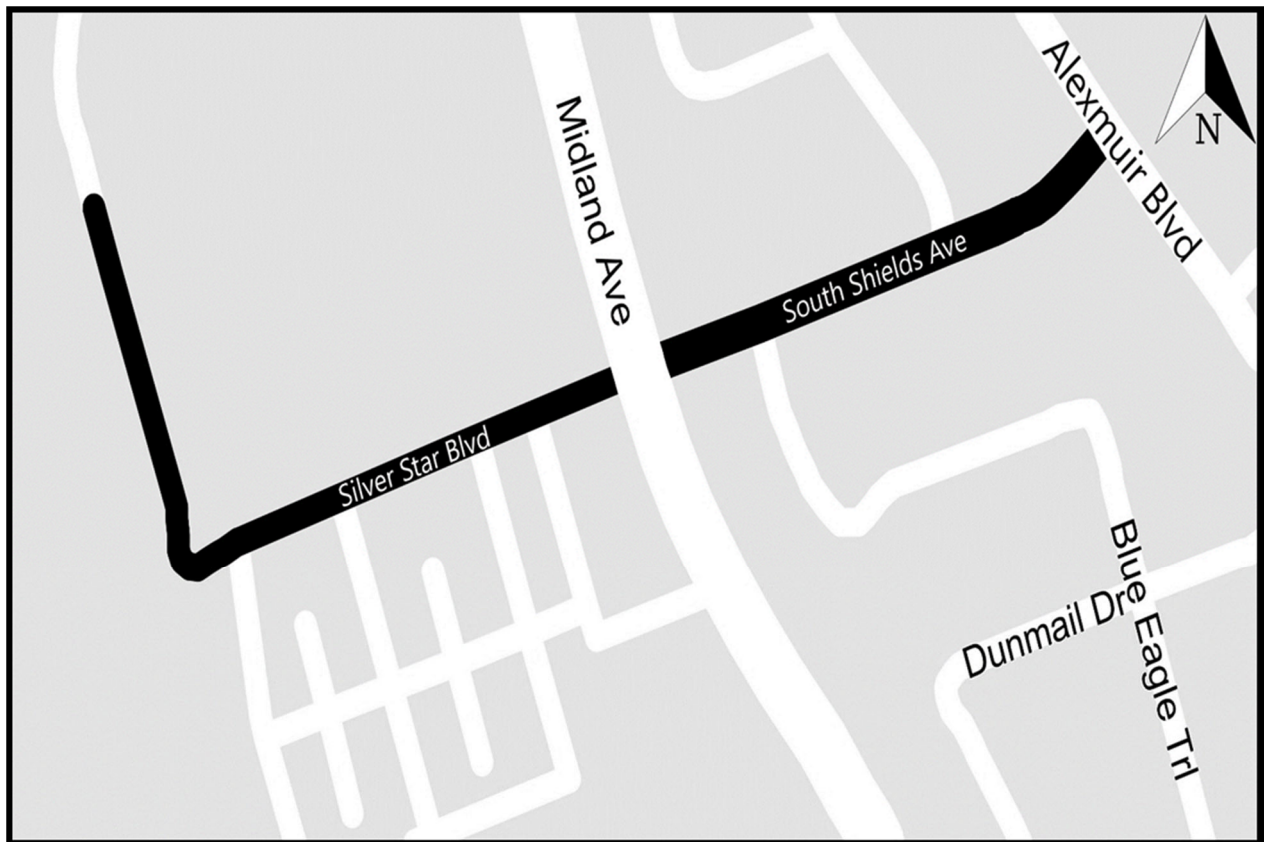 Alexmuir Blvd
N
Midland Ave
South Shields Ave
Silver Star Blvd
Blue Eagle Trl
Dunmail Dr